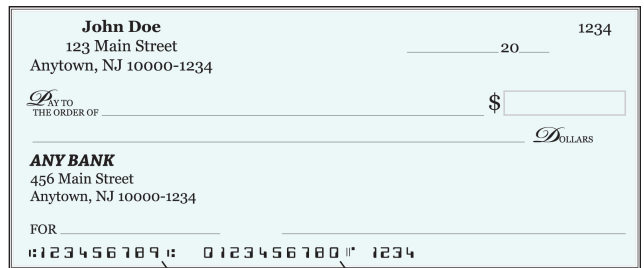 John Doe 1234
123 Main Street 20
Anytown, NJ 10000-1234
PAY TO
THE ORDER OF $
DOLLARS
ANY BANK
456 Main Street
Anytown, NJ 10000-1234
FOR
⑆123456789⑆ 0123456780⑈ 1234